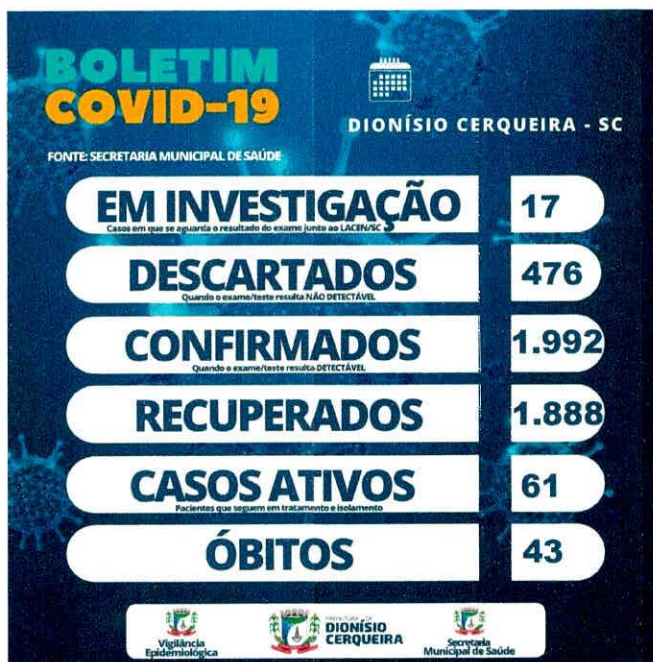 BOLETIM
COVID-19
DIONÍSIO CERQUEIRA - SC
FONTE: SECRETARIA MUNICIPAL DE SAÚDE
EM INVESTIGAÇÃO 17
Casos em que se aguarda o resultado do exame junto ao LACEN/SC
DESCARTADOS 476
Quando o exame/teste resulta NÃO DETECTÁVEL
CONFIRMADOS 1.992
Quando o exame/teste resulta DETECTÁVEL
RECUPERADOS 1.888
CASOS ATIVOS 61
Pacientes que seguem em tratamento e isolamento
ÓBITOS 43
Vigilância
Epidemiológica
PREFEITURA DE
DIONÍSIO
CERQUEIRA
Secretaria
Municipal de Saúde